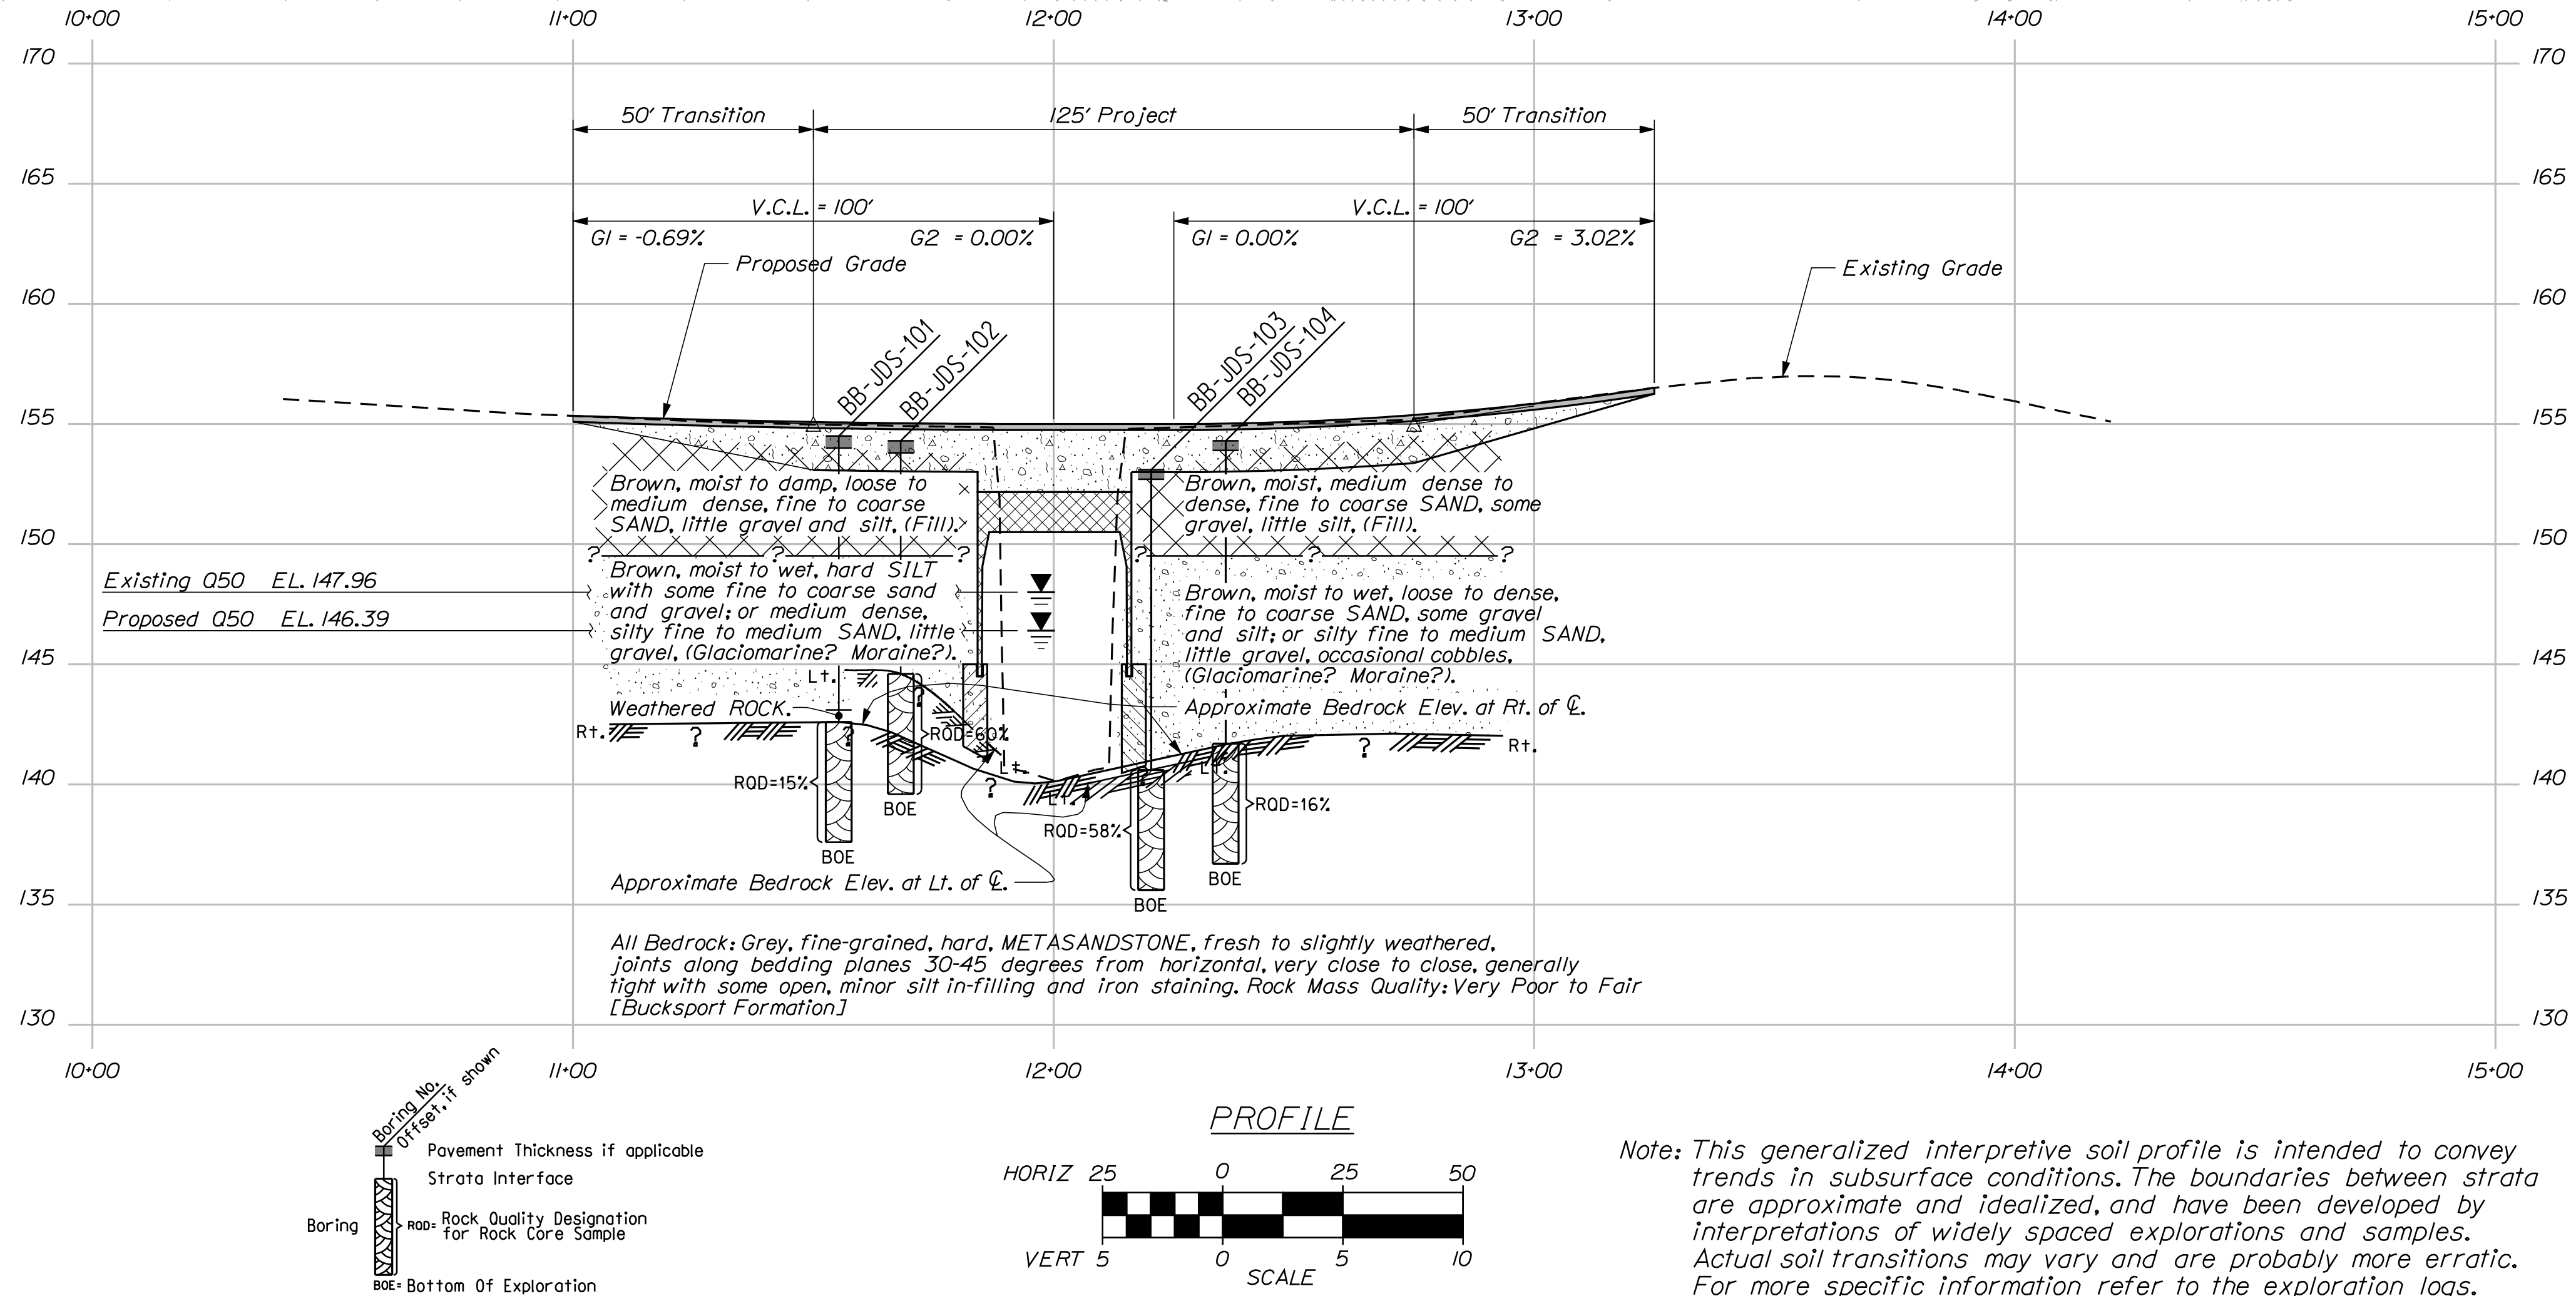 10+00 11+00 12+00 13+00 14+00 15+00
170 170
50' Transition 125' Project 50' Transition
165 165
V.C.L. = 100' V.C.L. = 100'
G1 = -0.69% G2 = 0.00% G1 = 0.00% G2 = 3.02%
Proposed Grade
Existing Grade
160 160
BB-JDS-101
BB-JDS-102
BB-JDS-103
BB-JDS-104
155 155
Brown, moist to damp, loose to
medium dense, fine to coarse
SAND, little gravel and silt, (Fill).
Brown, moist, medium dense to
dense, fine to coarse SAND, some
gravel, little silt, (Fill).
150 150
? ? ? ? ? ?
Existing Q50 EL. 147.96
Proposed Q50 EL. 146.39
Brown, moist to wet, hard SILT
with some fine to coarse sand
and gravel; or medium dense,
silty fine to medium SAND, little
gravel, (Glaciomarine? Moraine?).
Brown, moist to wet, loose to dense,
fine to coarse SAND, some gravel
and silt; or silty fine to medium SAND,
little gravel, occasional cobbles,
(Glaciomarine? Moraine?).
145 145
Lt.
?
Weathered ROCK.
Approximate Bedrock Elev. at Rt. of ℄.
Rt. ? ? RQD=60% ? Rt.
Lt. Lt.
140 140
RQD=15% ? Lt. RQD=16%
BOE
RQD=58%
BOE
BOE
Approximate Bedrock Elev. at Lt. of ℄.
BOE
135 135
All Bedrock: Grey, fine-grained, hard, METASANDSTONE, fresh to slightly weathered,
joints along bedding planes 30-45 degrees from horizontal, very close to close, generally
tight with some open, minor silt in-filling and iron staining. Rock Mass Quality: Very Poor to Fair
[Bucksport Formation]
130 130
10+00 11+00 12+00 13+00 14+00 15+00
Boring No.
Offset, if shown
Pavement Thickness if applicable
Strata Interface
Boring RQD= Rock Quality Designation
for Rock Core Sample
BOE= Bottom Of Exploration
PROFILE
HORIZ 25 0 25 50
VERT 5 0 5 10
SCALE
Note: This generalized interpretive soil profile is intended to convey
trends in subsurface conditions. The boundaries between strata
are approximate and idealized, and have been developed by
interpretations of widely spaced explorations and samples.
Actual soil transitions may vary and are probably more erratic.
For more specific information refer to the exploration logs.